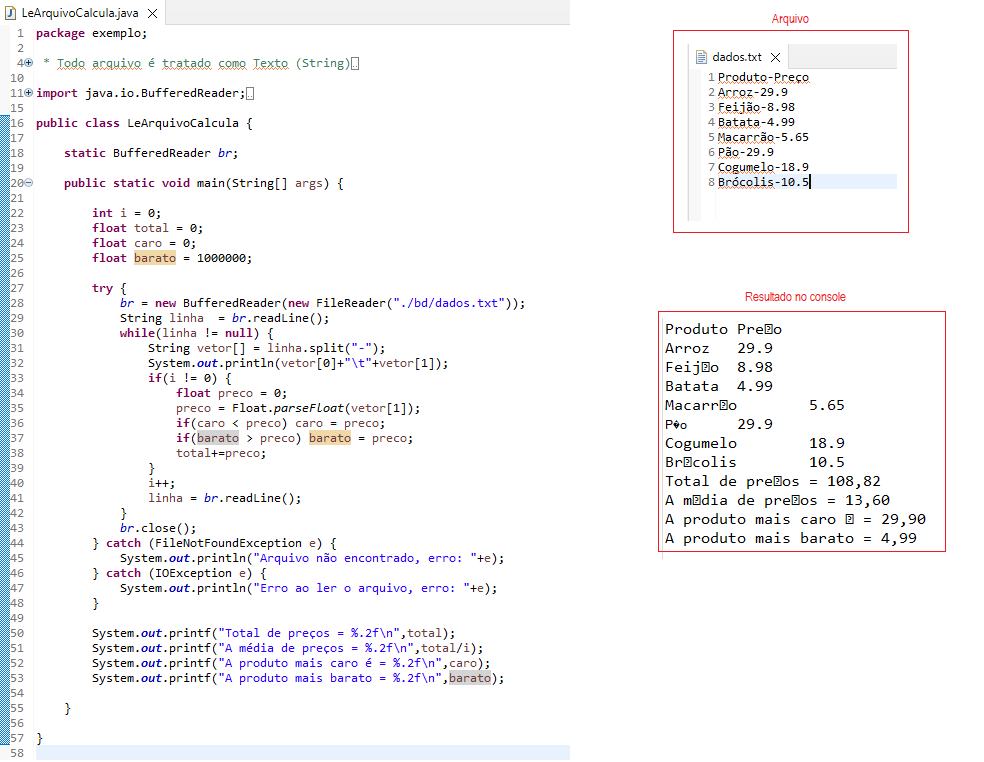 LeArquivoCalcula.java
1 package exemplo;
2
4 * Todo arquivo é tratado como Texto (String)
10
11 import java.io.BufferedReader;
15
16 public class LeArquivoCalcula {
17
18 static BufferedReader br;
19
20 public static void main(String[] args) {
21
22 int i = 0;
23 float total = 0;
24 float caro = 0;
25 float barato = 1000000;
26
27 try {
28 br = new BufferedReader(new FileReader("./bd/dados.txt"));
29 String linha  = br.readLine();
30 while(linha != null) {
31 String vetor[] = linha.split("-");
32 System.out.println(vetor[0]+"\t"+vetor[1]);
33 if(i != 0) {
34 float preco = 0;
35 preco = Float.parseFloat(vetor[1]);
36 if(caro < preco) caro = preco;
37 if(barato > preco) barato = preco;
38 total+=preco;
39 }
40 i++;
41 linha = br.readLine();
42 }
43 br.close();
44 } catch (FileNotFoundException e) {
45 System.out.println("Arquivo não encontrado, erro: "+e);
46 } catch (IOException e) {
47 System.out.println("Erro ao ler o arquivo, erro: "+e);
48 }
49
50 System.out.printf("Total de preços = %.2f\n",total);
51 System.out.printf("A média de preços = %.2f\n",total/i);
52 System.out.printf("A produto mais caro é = %.2f\n",caro);
53 System.out.printf("A produto mais barato = %.2f\n",barato);
54
55 }
56
57 }
58
Arquivo
dados.txt
1 Produto-Preço
2 Arroz-29.9
3 Feijão-8.98
4 Batata-4.99
5 Macarrão-5.65
6 Pão-29.9
7 Cogumelo-18.9
8 Brócolis-10.5
Resultado no console
Produto Pre�o
Arroz 29.9
Feij�o 8.98
Batata 4.99
Macarr�o 5.65
P�o 29.9
Cogumelo 18.9
Br�colis 10.5
Total de pre�os = 108,82
A m�dia de pre�os = 13,60
A produto mais caro � = 29,90
A produto mais barato = 4,99